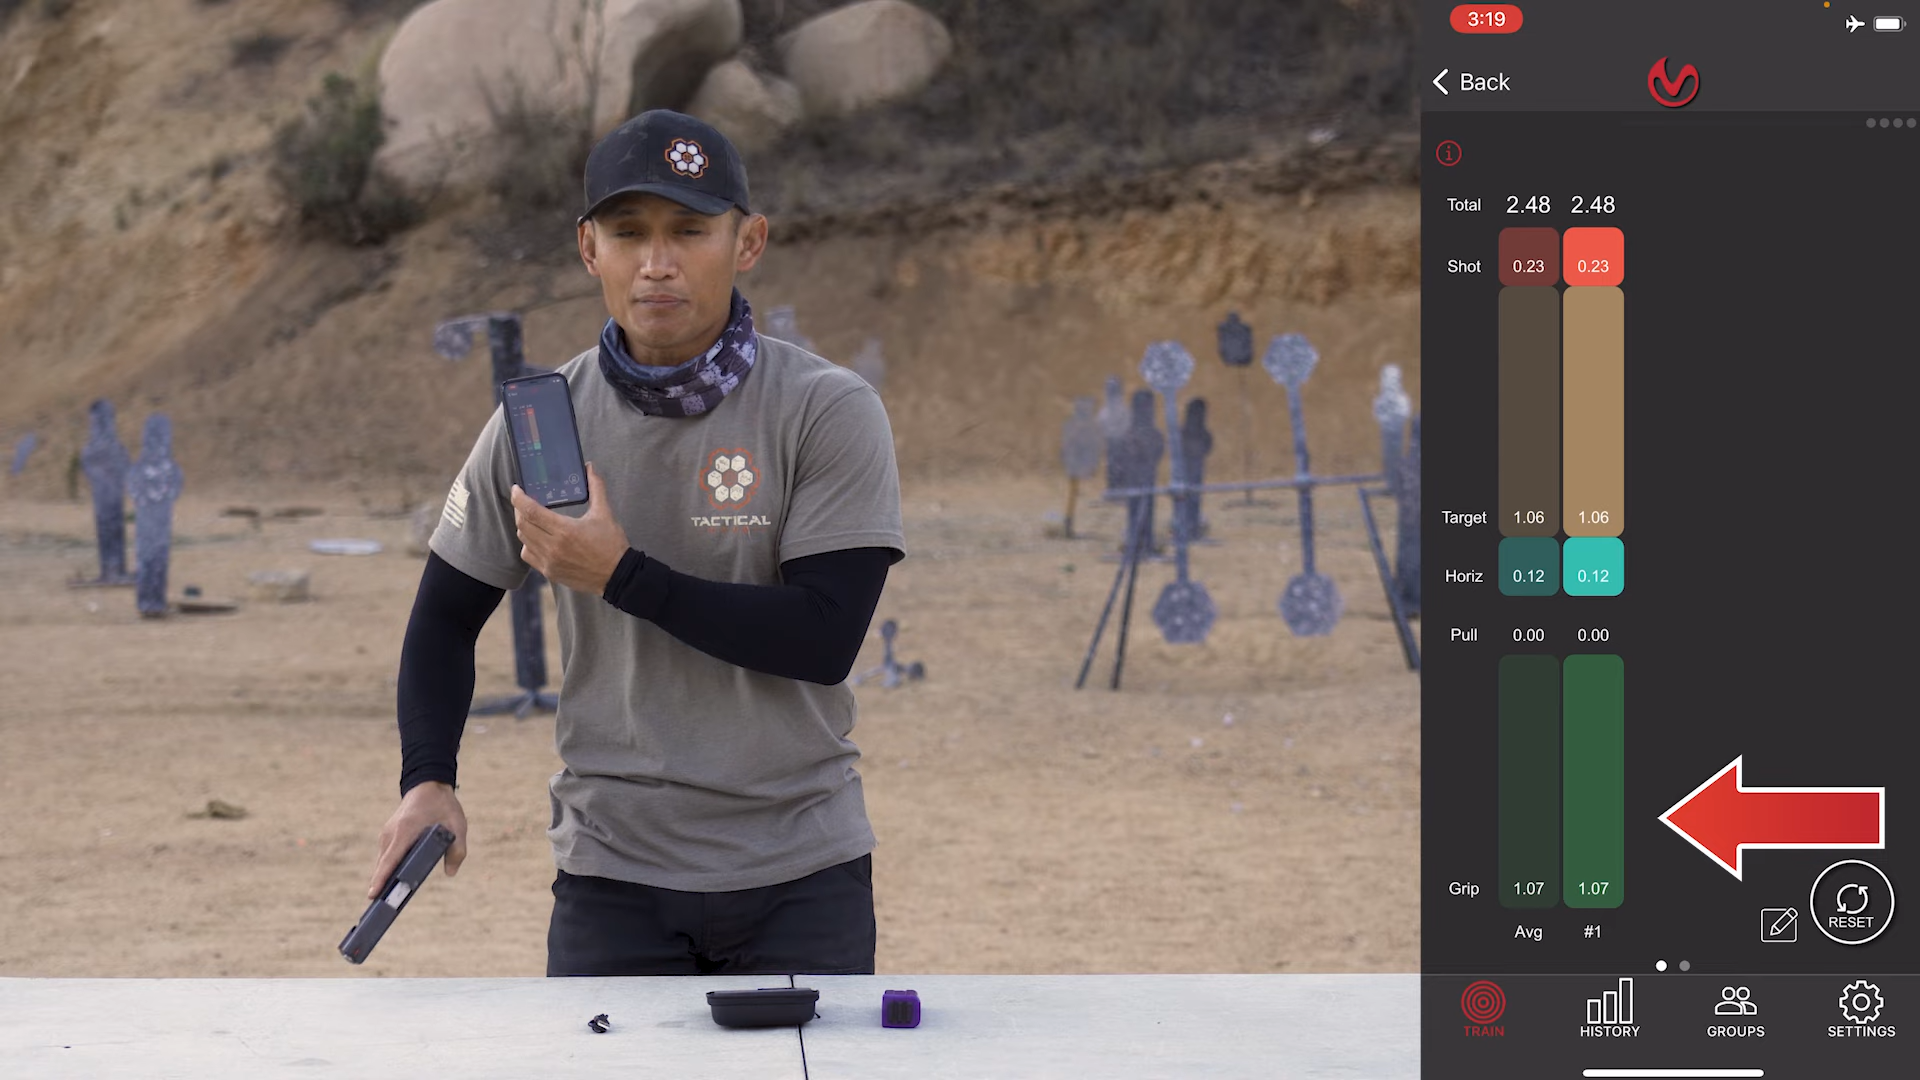 3:19
Back
Total 2.48 2.48
Shot 0.23 0.23
Target 1.06 1.06
Horiz 0.12 0.12
Pull 0.00 0.00
Grip 1.07 1.07
Avg #1
RESET
TRAIN HISTORY GROUPS SETTINGS
TACTICAL